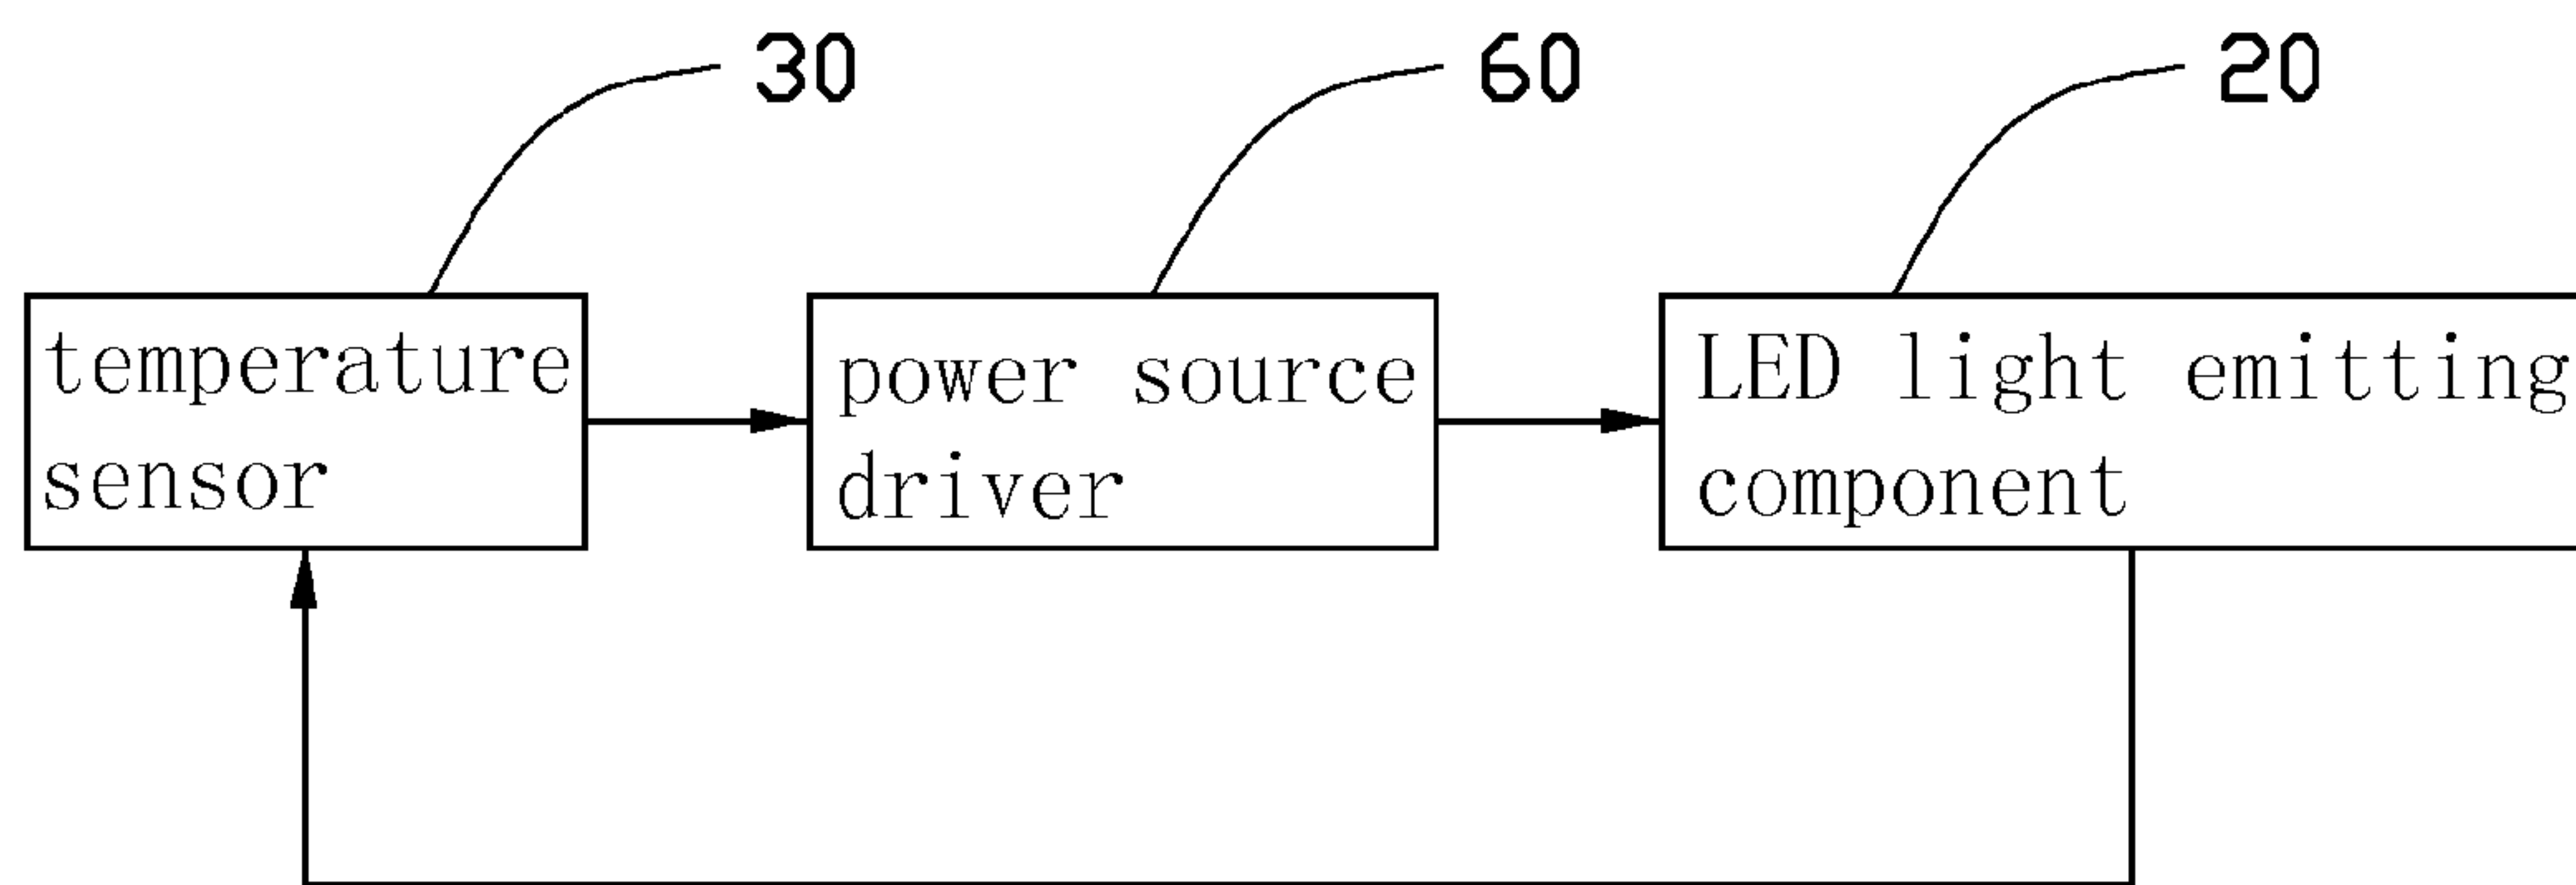 30 60 20
temperature
sensor
power source
driver
LED light emitting
component